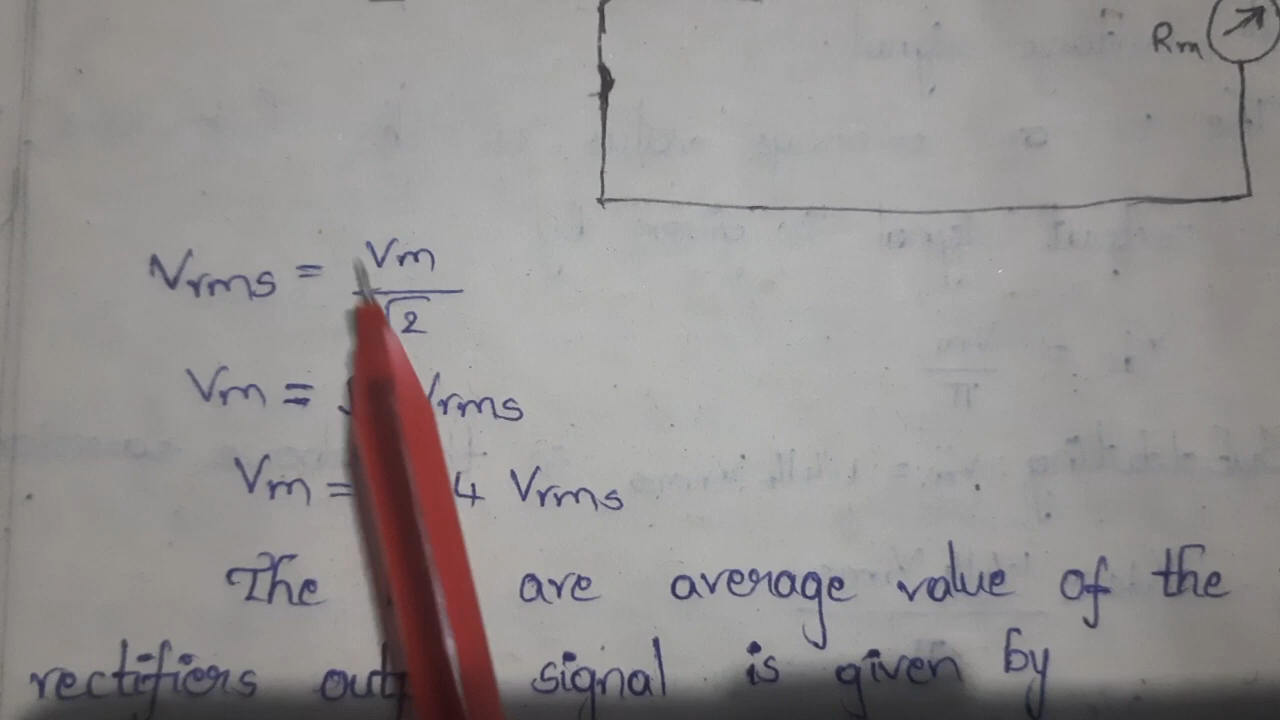 Rm
Vrms = Vm / √2
Vm = Vrms
Vm = 4 Vrms
The are average value of the
rectifiers signal is given by